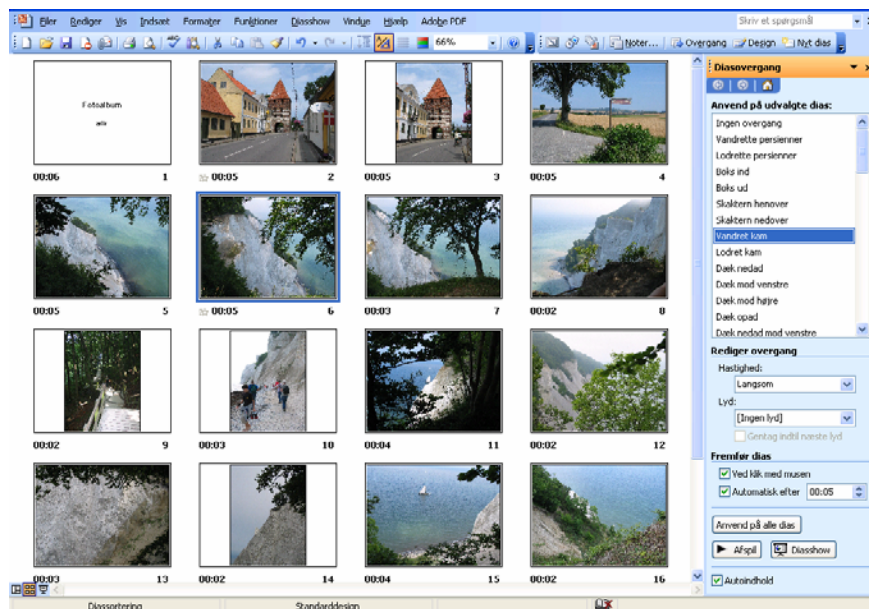 Filer Rediger Vis Indsæt Formater Funktioner Diasshow Vindue Hjælp Adobe PDF Skriv et spørgsmål
66% Noter... Overgang Design Nyt dias
Diasovergang
Anvend på udvalgte dias:
Ingen overgang
Vandrette persienner
Lodrette persienner
Boks ind
Boks ud
Skaktern henover
Skaktern nedover
Vandret kam
Lodret kam
Dæk nedad
Dæk mod venstre
Dæk mod højre
Dæk opad
Dæk nedad mod venstre
Rediger overgang
Hastighed:
Langsom
Lyd:
[Ingen lyd]
Gentag indtil næste lyd
Fremfør dias
Ved klik med musen
Automatisk efter 00:05
Anvend på alle dias
Afspil Diasshow
Autoindhold
Fotoalbum
00:06 1 00:05 2 00:05 3 00:05 4
00:05 5 00:05 6 00:03 7 00:02 8
00:02 9 00:03 10 00:04 11 00:02 12
00:03 13 00:02 14 00:04 15 00:02 16
Diassortering Standarddesign